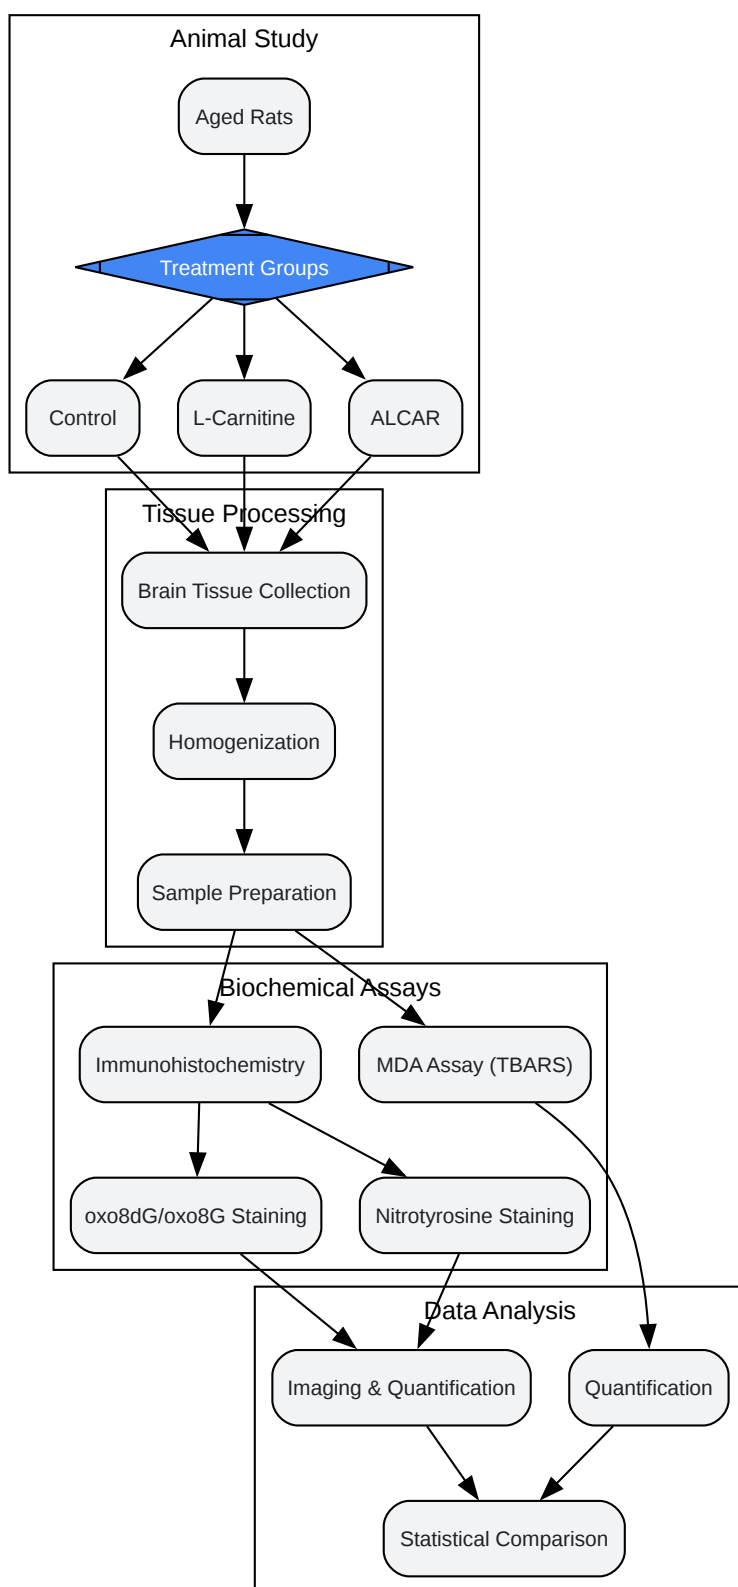 Animal Study
Aged Rats
Treatment Groups
Control
L-Carnitine
ALCAR
Tissue Processing
Brain Tissue Collection
Homogenization
Sample Preparation
Biochemical Assays
Immunohistochemistry
MDA Assay (TBARS)
oxo8dG/oxo8G Staining
Nitrotyrosine Staining
Data Analysis
Imaging & Quantification
Quantification
Statistical Comparison